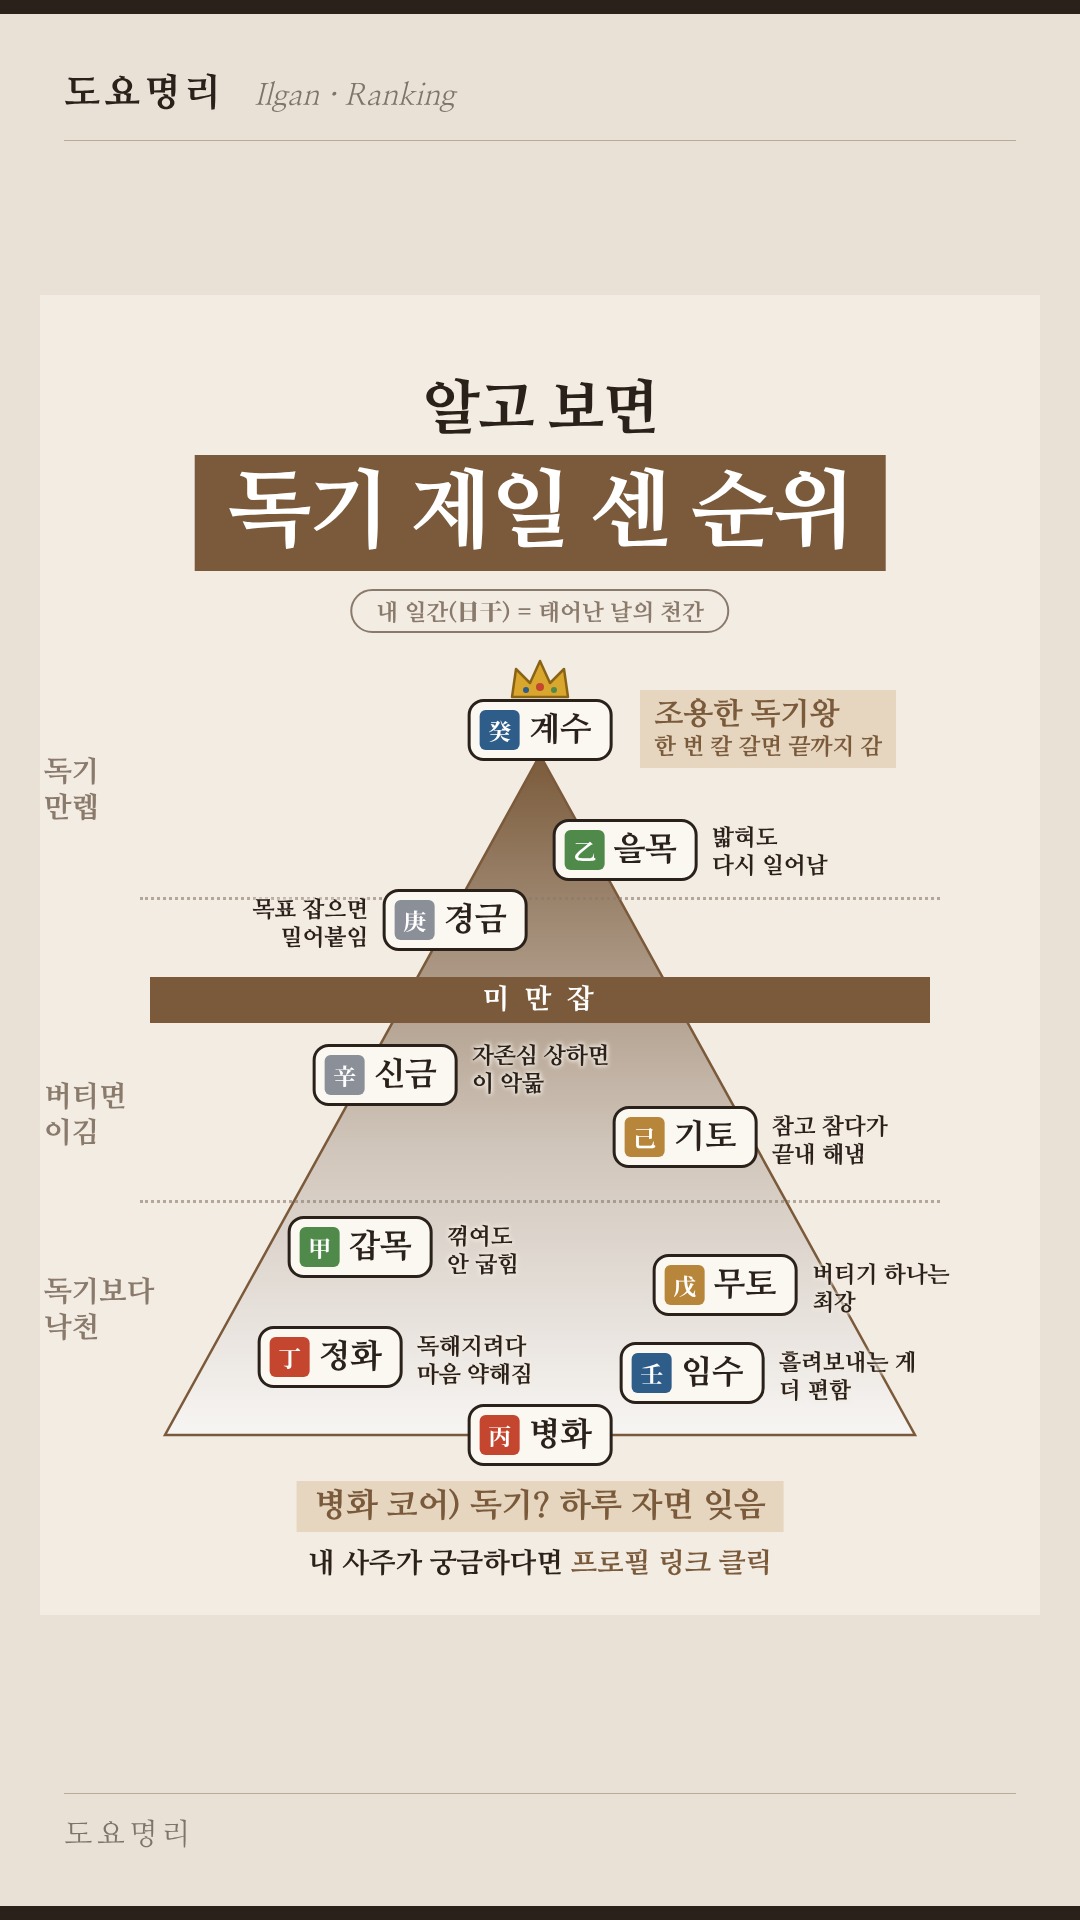 도요명리 Ilgan · Ranking
알고 보면
독기 제일 센 순위
내 일간(日干) = 태어난 날의 천간
癸 계수
조용한 독기왕
한 번 칼 갈면 끝까지 감
독기
만렙
乙 을목
밟혀도
다시 일어남
목표 잡으면
밀어붙임
庚 경금
미만잡
辛 신금
자존심 상하면
이 악묾
버티면
이김
己 기토
참고 참다가
끝내 해냄
甲 갑목
꺾여도
안 굽힘
戊 무토
버티기 하나는
최강
독기보다
낙천
丁 정화
독해지려다
마음 약해짐
壬 임수
흘려보내는 게
더 편함
丙 병화
병화 코어) 독기? 하루 자면 잊음
내 사주가 궁금하다면 프로필 링크 클릭
도요명리